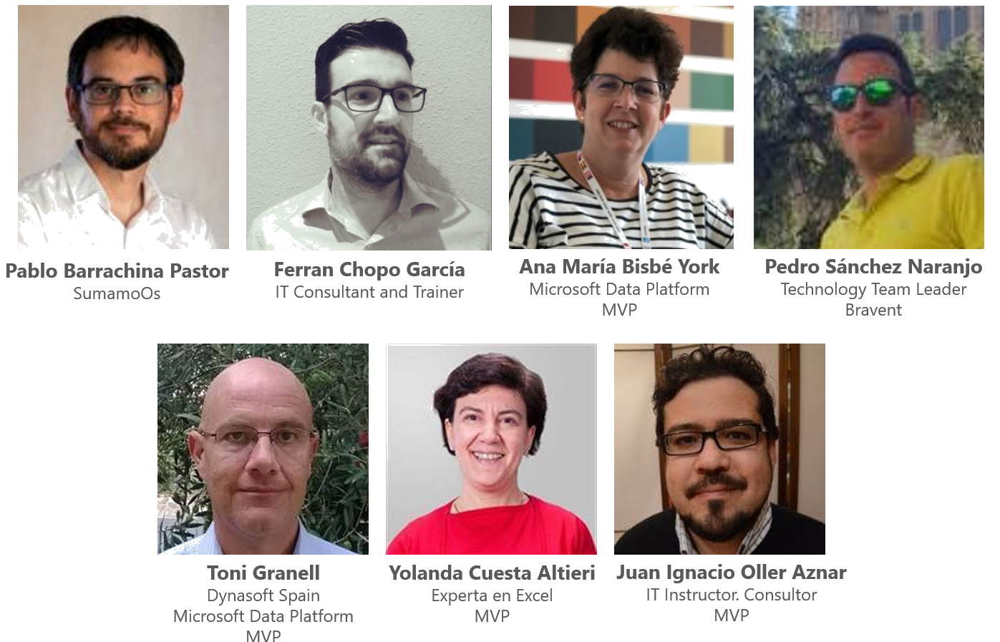 Pablo Barrachina Pastor
SumamoOs
Ferran Chopo García
IT Consultant and Trainer
Ana María Bisbé York
Microsoft Data Platform
MVP
Pedro Sánchez Naranjo
Technology Team Leader
Bravent
Toni Granell
Dynasoft Spain
Microsoft Data Platform
MVP
Yolanda Cuesta Altieri
Experta en Excel
MVP
Juan Ignacio Oller Aznar
IT Instructor. Consultor
MVP